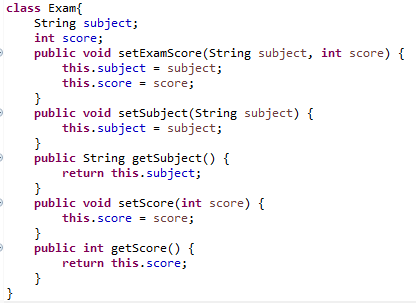 class Exam{
    String subject;
    int score;
    public void setExamScore(String subject, int score) {
        this.subject = subject;
        this.score = score;
    }
    public void setSubject(String subject) {
        this.subject = subject;
    }
    public String getSubject() {
        return this.subject;
    }
    public void setScore(int score) {
        this.score = score;
    }
    public int getScore() {
        return this.score;
    }
}